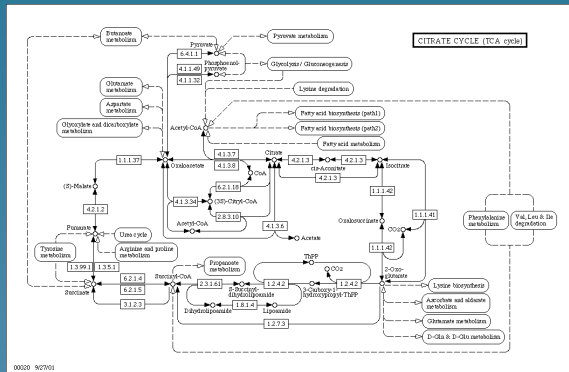 CITRATE CYCLE (TCA cycle)
Butanoate
metabolism
Pyruvate metabolism
Pyruvate
6.4.1.1
4.1.1.49
Phosphoenol-
pyruvate
4.1.1.32
Glycolysis / Gluconeogenesis
Glutamate
metabolism
Lysine degradation
Aspartate
metabolism
Glyoxylate and dicarboxylate
metabolism
Acetyl-CoA
Fatty acid biosynthesis (path1)
Fatty acid biosynthesis (path2)
Fatty acid metabolism
1.1.1.37
Oxaloacetate
4.1.3.7
4.1.3.8
Citrate
4.2.1.3
cis-Aconitate
4.2.1.3
Isocitrate
4.2.1.3
CoA
(S)-Malate
6.2.1.18
4.1.3.34
(3S)-Citryl-CoA
2.8.3.10
1.1.1.42
4.2.1.2
Acetyl-CoA
4.1.3.6
Acetate
Oxalosuccinate
1.1.1.41
CO2
Phenylalanine
metabolism
Val, Leu & Ile
degradation
Fumarate
Urea cycle
Tyrosine
metabolism
Arginine and proline
metabolism
1.1.1.42
1.3.99.1
1.3.5.1
Propanoate
metabolism
ThPP
CO2
6.2.1.4
6.2.1.5
Succinate
Succinyl-CoA
2.3.1.61
S-Succinyl-
dihydrolipoamide
1.2.4.2
3-Carboxy-1-
hydroxypropyl-ThPP
1.2.4.2
2-Oxo-
glutarate
3.1.2.3
Dihydrolipoamide
1.8.1.4
Lipoamide
1.2.7.3
Lysine biosynthesis
Ascorbate and aldarate
metabolism
Glutamate metabolism
D-Gln & D-Glu metabolism
00020 9/27/01